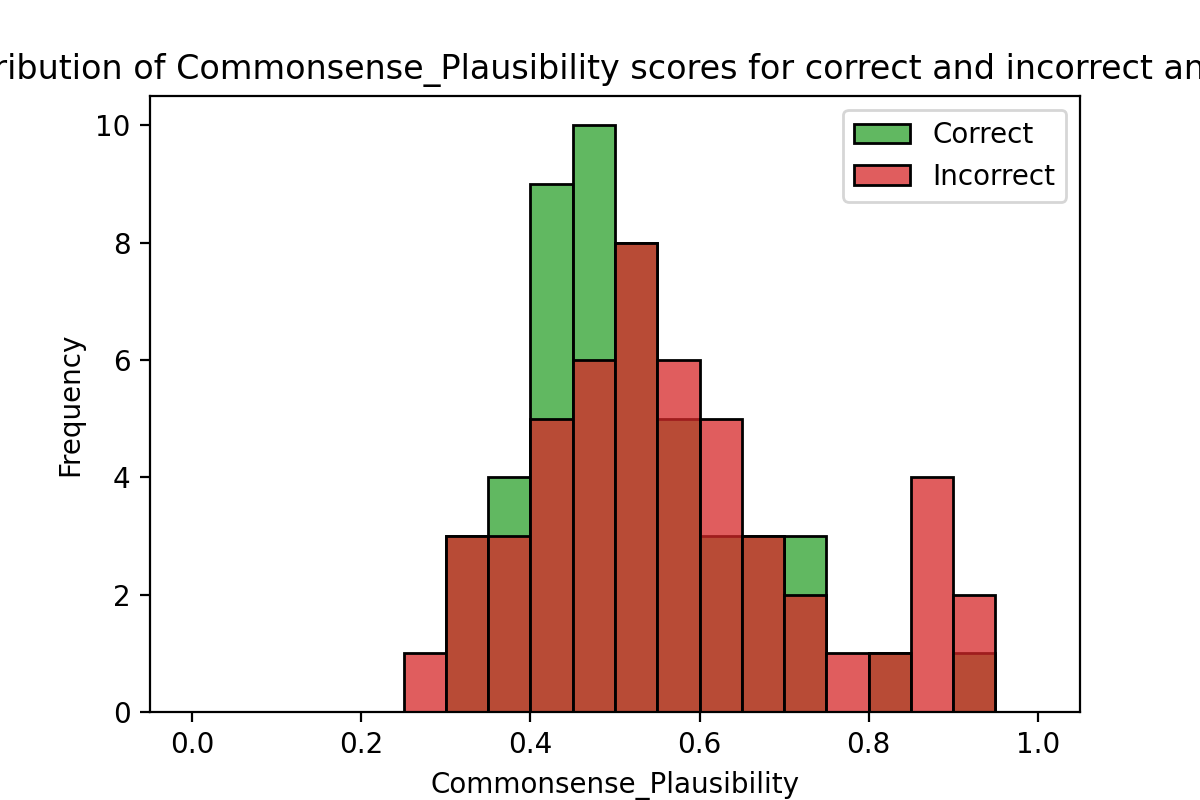 ribution of Commonsense_Plausibility scores for correct and incorrect an
Correct
Incorrect
Frequency
10
8
6
4
2
0
0.0 0.2 0.4 0.6 0.8 1.0
Commonsense_Plausibility